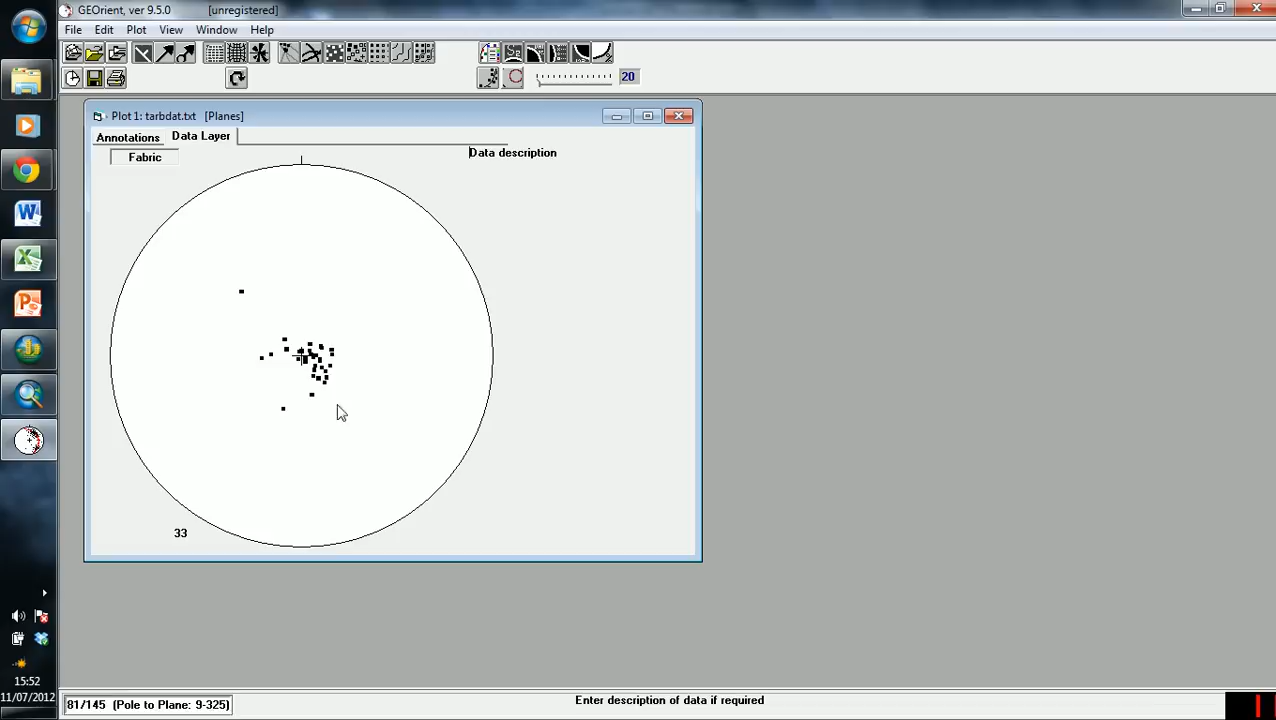 GEOrient, ver 9.5.0 [unregistered]
File Edit Plot View Window Help
20
Plot 1: tarbdat.txt [Planes]
Annotations Data Layer
Fabric
Data description
33
15:52
11/07/2012
81/145 (Pole to Plane: 9-325)
Enter description of data if required